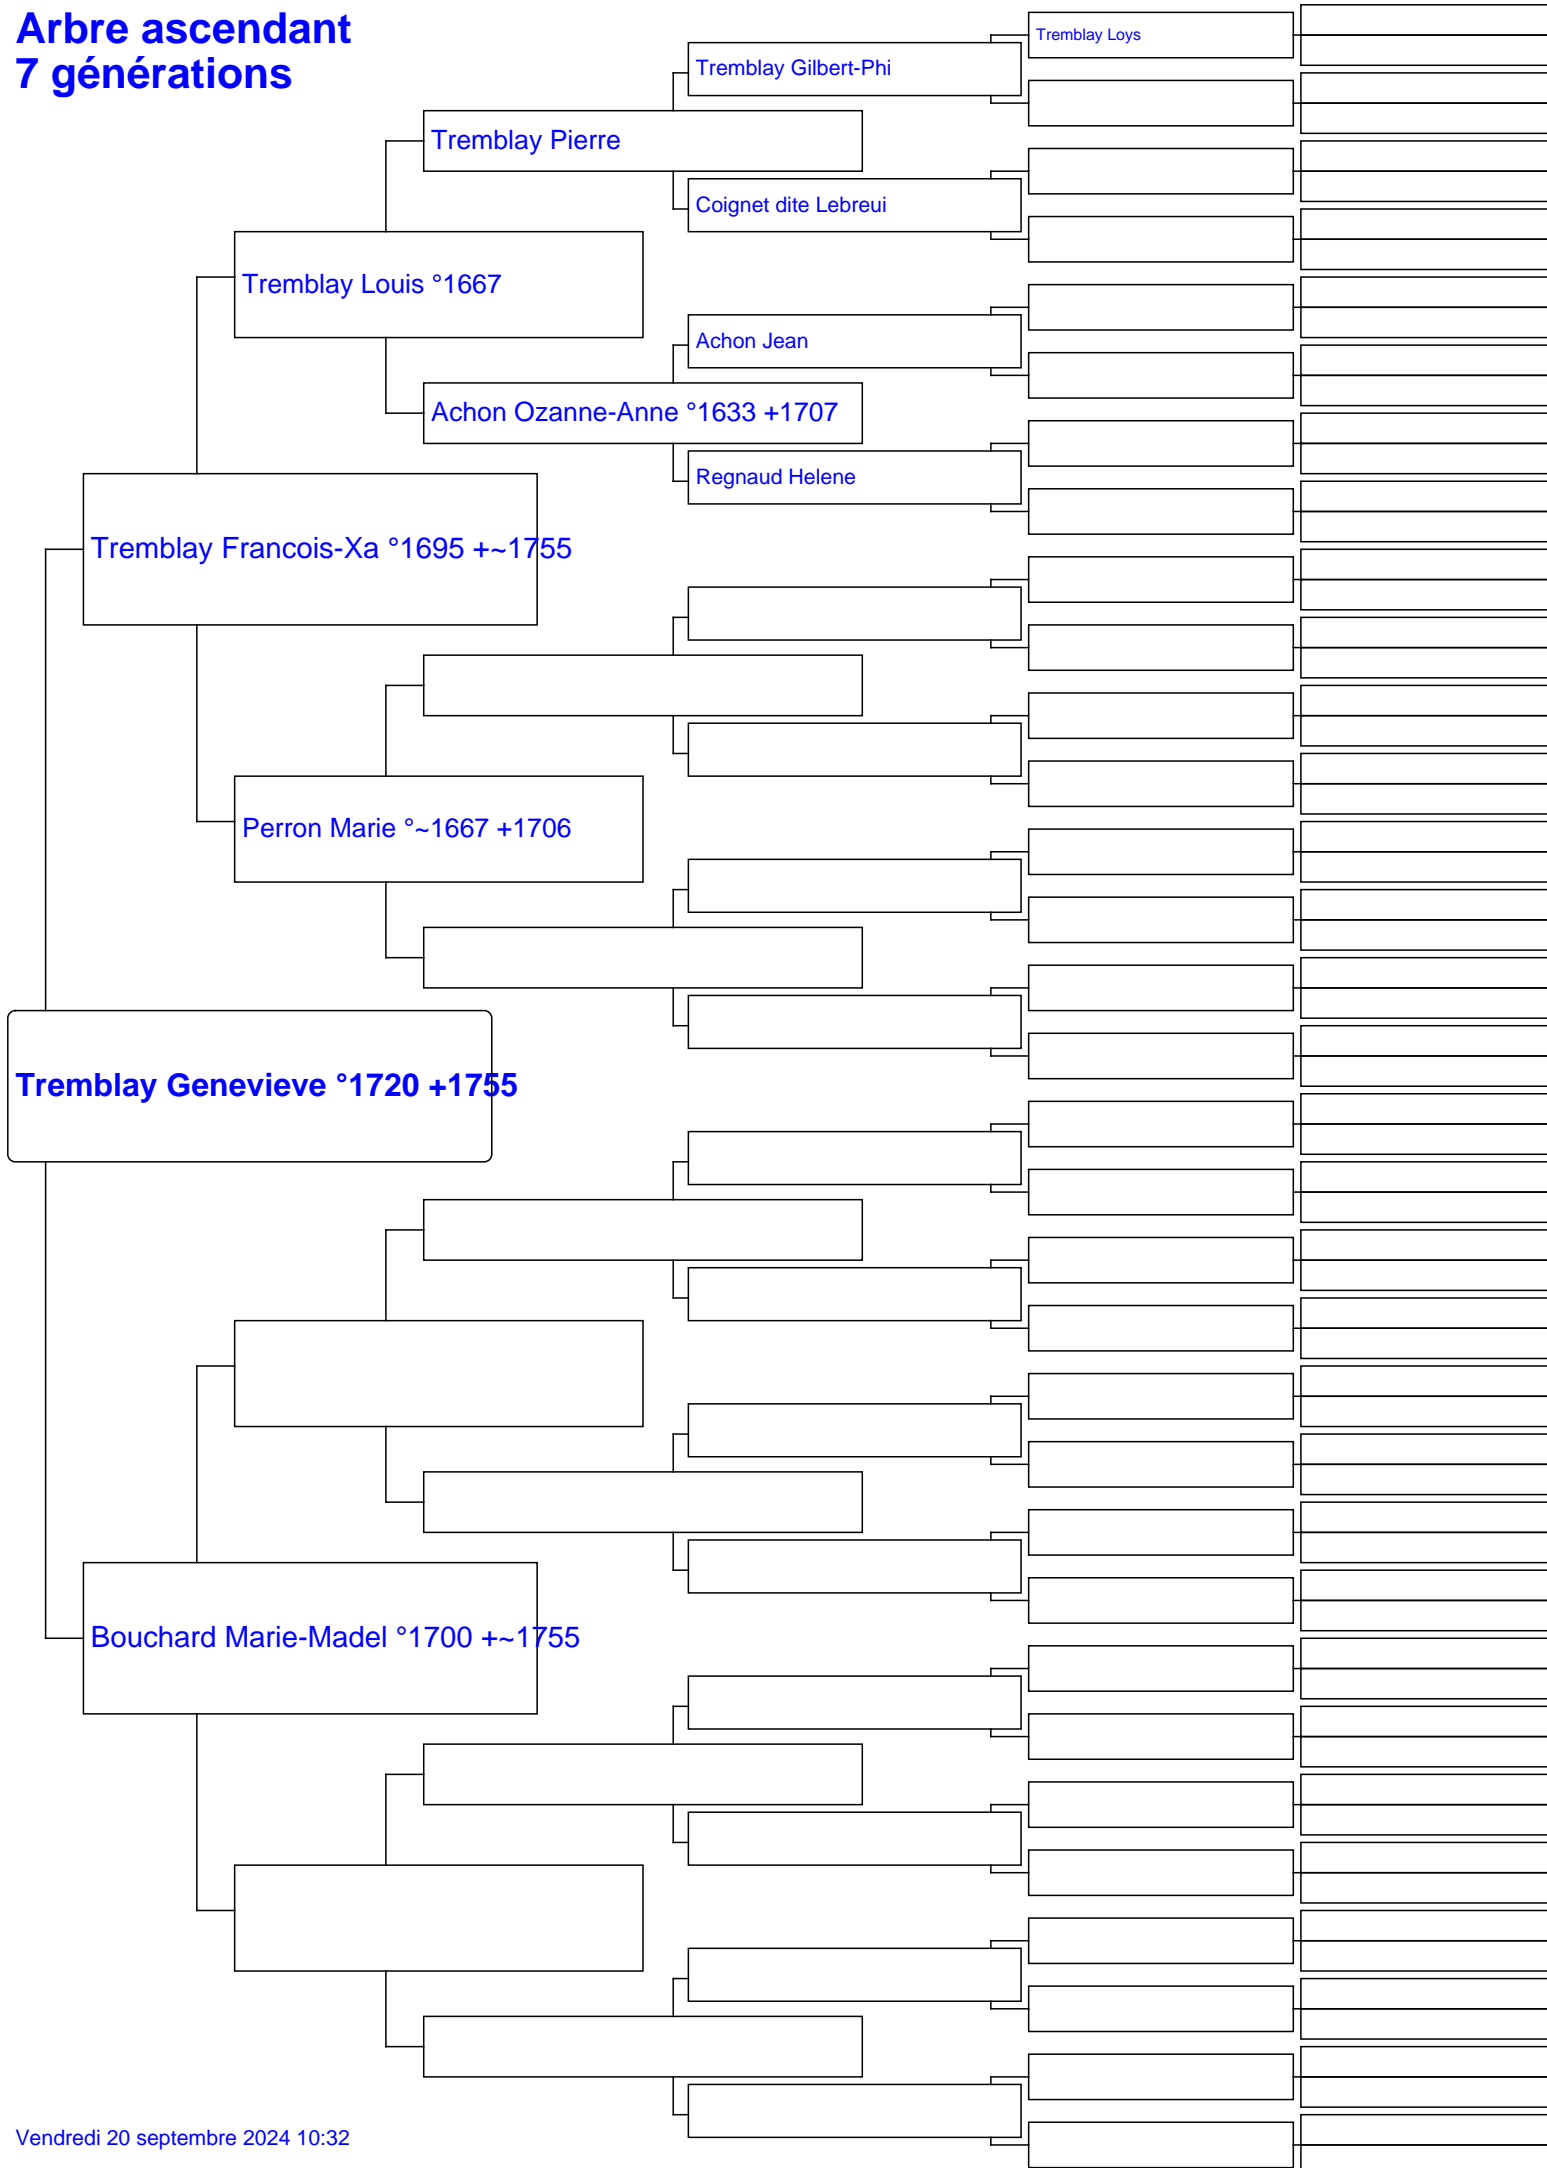 Arbre ascendant
7 générations
Tremblay Loys
Tremblay Gilbert-Phi
Tremblay Pierre
Coignet dite Lebreui
Tremblay Louis °1667
Achon Jean
Achon Ozanne-Anne °1633 +1707
Regnaud Helene
Tremblay Francois-Xa °1695 +~1755
Perron Marie °~1667 +1706
Tremblay Genevieve °1720 +1755
Bouchard Marie-Madel °1700 +~1755
Vendredi 20 septembre 2024 10:32